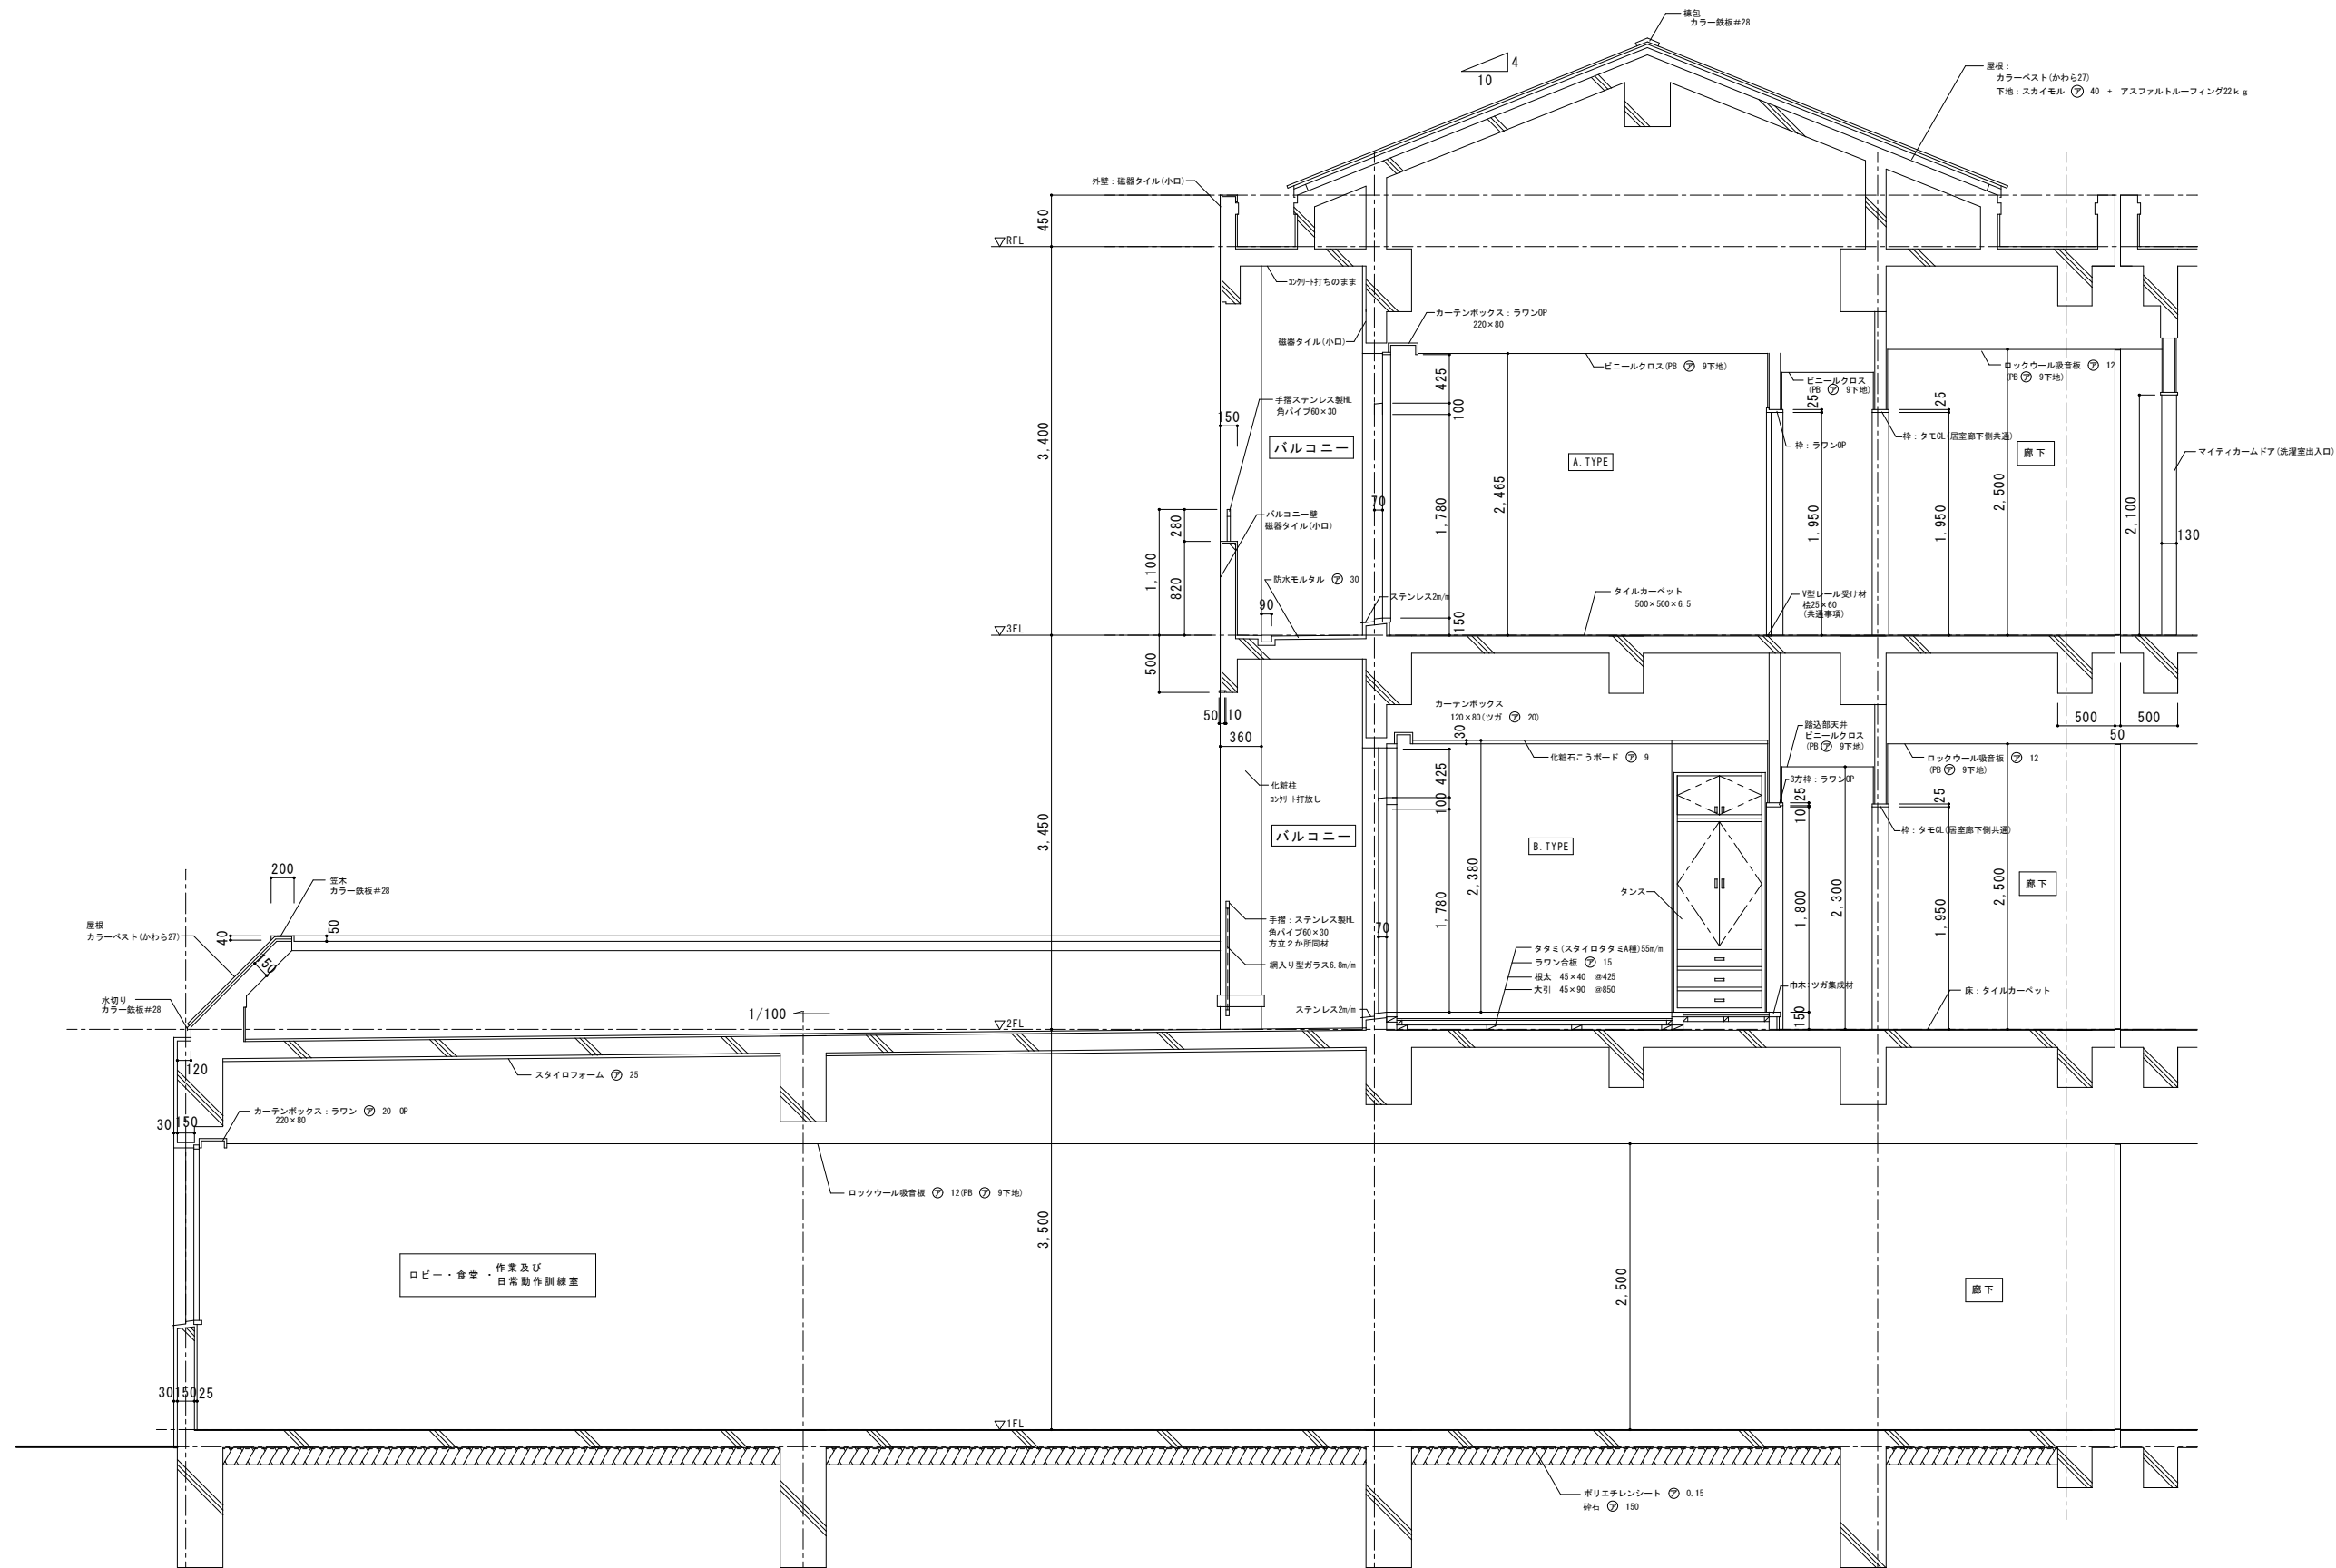 棟包
カラー鉄板#28
4
10
屋根:
カラーベスト(かわら27)
下地:スカイモル ㋐ 40 + アスファルトルーフィング22kg
外壁:磁器タイル(小口)
450
▽RFL
コンクリート打ちのまま
カーテンボックス:ラワンOP
220×80
磁器タイル(小口)
ビニールクロス(PB ㋐ 9下地)
ビニールクロス
(PB ㋐ 9下地)
ロックウール吸音板 ㋐ 12
(PB ㋐ 9下地)
425
100
25
25
手摺ステンレス製HL
角パイプ60×30
150
バルコニー
3,400
A.TYPE
枠:ラワンOP
枠:タモCL(居室廊下側共通)
廊下
マイティカームドア(洗濯室出入口)
70
1,780
2,465
1,950
1,950
2,500
2,100
130
280
1,100
820
バルコニー壁
磁器タイル(小口)
防水モルタル ㋐ 30
90
ステンレス2m/m
150
タイルカーペット
500×500×6.5
V型レール受け材
桧25×60
(共通事項)
▽3FL
500
50
10
360
カーテンボックス
120×80(ツガ ㋐ 20)
30
踏込部天井
ビニールクロス
(PB ㋐ 9下地)
500
500
50
化粧石こうボード ㋐ 9
ロックウール吸音板 ㋐ 12
(PB ㋐ 9下地)
425
100
化粧柱
コンクリート打放し
3方枠:ラワンOP
25
10
25
枠:タモCL(居室廊下側共通)
バルコニー
3,450
B.TYPE
2,380
1,780
タンス
1,800
2,300
1,950
2,500
廊下
200
笠木
カラー鉄板#28
屋根
カラーベスト(かわら27)
40
50
150
手摺:ステンレス製HL
角パイプ60×30
方立2か所同材
網入り型ガラス6.8m/m
70
タタミ(スタイロタタミA種)55m/m
ラワン合板 ㋐ 15
根太 45×40 @425
大引 45×90 @850
巾木:ツガ集成材
床:タイルカーペット
水切り
カラー鉄板#28
1/100
ステンレス2m/m
150
▽2FL
120
スタイロフォーム ㋐ 25
カーテンボックス:ラワン ㋐ 20 OP
220×80
30
150
ロックウール吸音板 ㋐ 12(PB ㋐ 9下地)
3,500
ロビー・食堂・作業及び
日常動作訓練室
2,500
廊下
30
150
25
▽1FL
ポリエチレンシート ㋐ 0.15
砕石 ㋐ 150